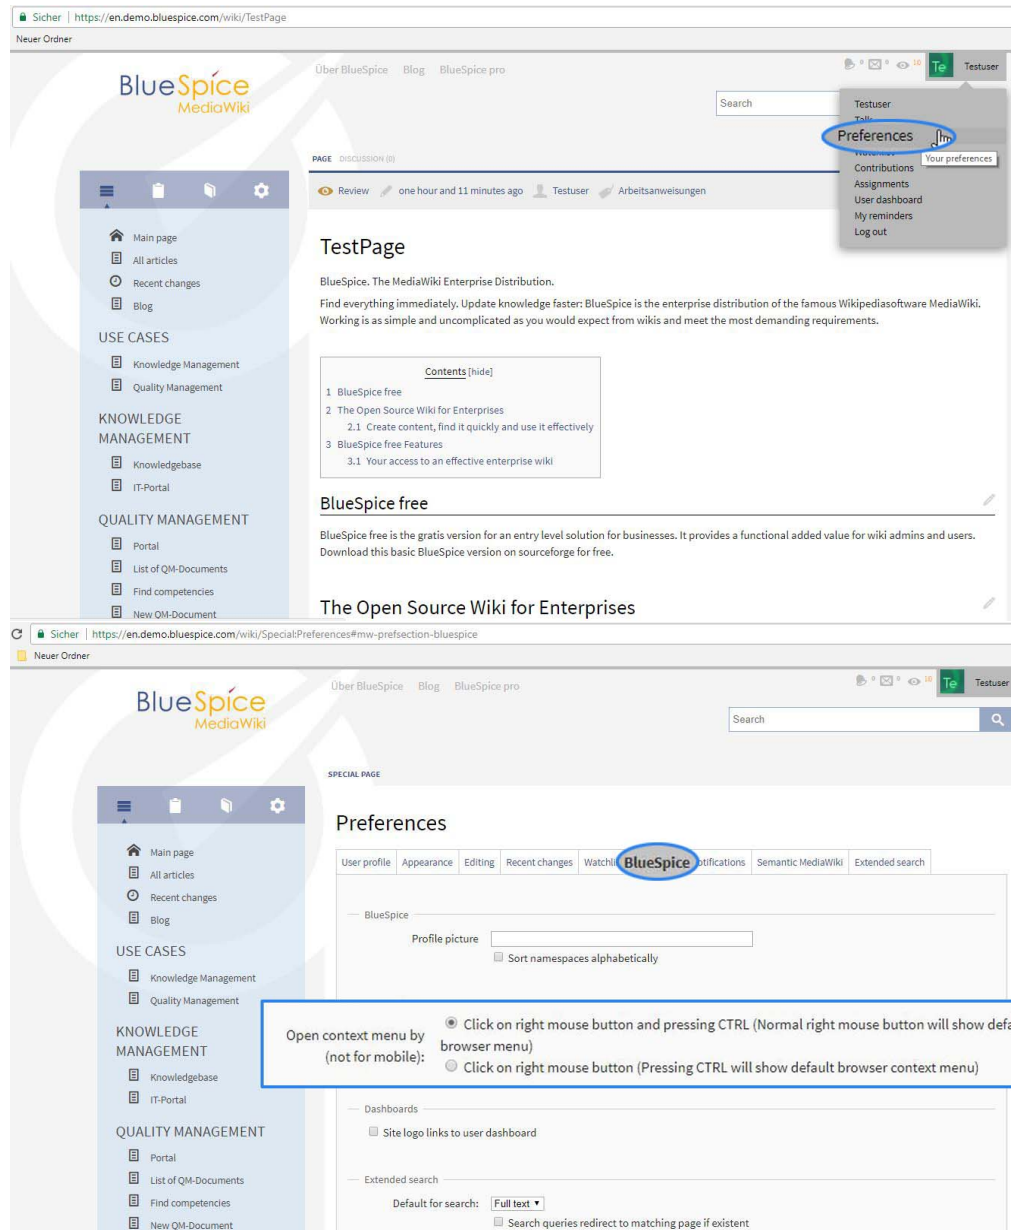 Sicher | https://en.demo.bluespice.com/wiki/TestPage
Neuer Ordner
BlueSpice
MediaWiki
Über BlueSpice Blog BlueSpice pro
0 0 10 Te Testuser
Search
Testuser
Talk
Preferences
Your preferences
Contributions
Assignments
User dashboard
My reminders
Log out
PAGE DISCUSSION (0)
Review one hour and 11 minutes ago Testuser Arbeitsanweisungen
Main page
All articles
Recent changes
Blog
USE CASES
Knowledge Management
Quality Management
KNOWLEDGE
MANAGEMENT
Knowledgebase
IT-Portal
QUALITY MANAGEMENT
Portal
List of QM-Documents
Find competencies
New QM-Document
TestPage
BlueSpice. The MediaWiki Enterprise Distribution.
Find everything immediately. Update knowledge faster: BlueSpice is the enterprise distribution of the famous Wikipediasoftware MediaWiki.
Working is as simple and uncomplicated as you would expect from wikis and meet the most demanding requirements.
Contents [hide]
1 BlueSpice free
2 The Open Source Wiki for Enterprises
2.1 Create content, find it quickly and use it effectively
3 BlueSpice free Features
3.1 Your access to an effective enterprise wiki
BlueSpice free
BlueSpice free is the gratis version for an entry level solution for businesses. It provides a functional added value for wiki admins and users.
Download this basic BlueSpice version on sourceforge for free.
The Open Source Wiki for Enterprises
Sicher | https://en.demo.bluespice.com/wiki/Special:Preferences#mw-prefsection-bluespice
Neuer Ordner
BlueSpice
MediaWiki
Über BlueSpice Blog BlueSpice pro
0 0 10 Te Testuser
Search
SPECIAL PAGE
Main page
All articles
Recent changes
Blog
USE CASES
Knowledge Management
Quality Management
KNOWLEDGE
MANAGEMENT
Knowledgebase
IT-Portal
QUALITY MANAGEMENT
Portal
List of QM-Documents
Find competencies
New QM-Document
Preferences
User profile Appearance Editing Recent changes Watchli BlueSpice otifications Semantic MediaWiki Extended search
BlueSpice
Profile picture
Sort namespaces alphabetically
Open context menu by
(not for mobile):
Click on right mouse button and pressing CTRL (Normal right mouse button will show defa
browser menu)
Click on right mouse button (Pressing CTRL will show default browser context menu)
Dashboards
Site logo links to user dashboard
Extended search
Default for search: Full text
Search queries redirect to matching page if existent